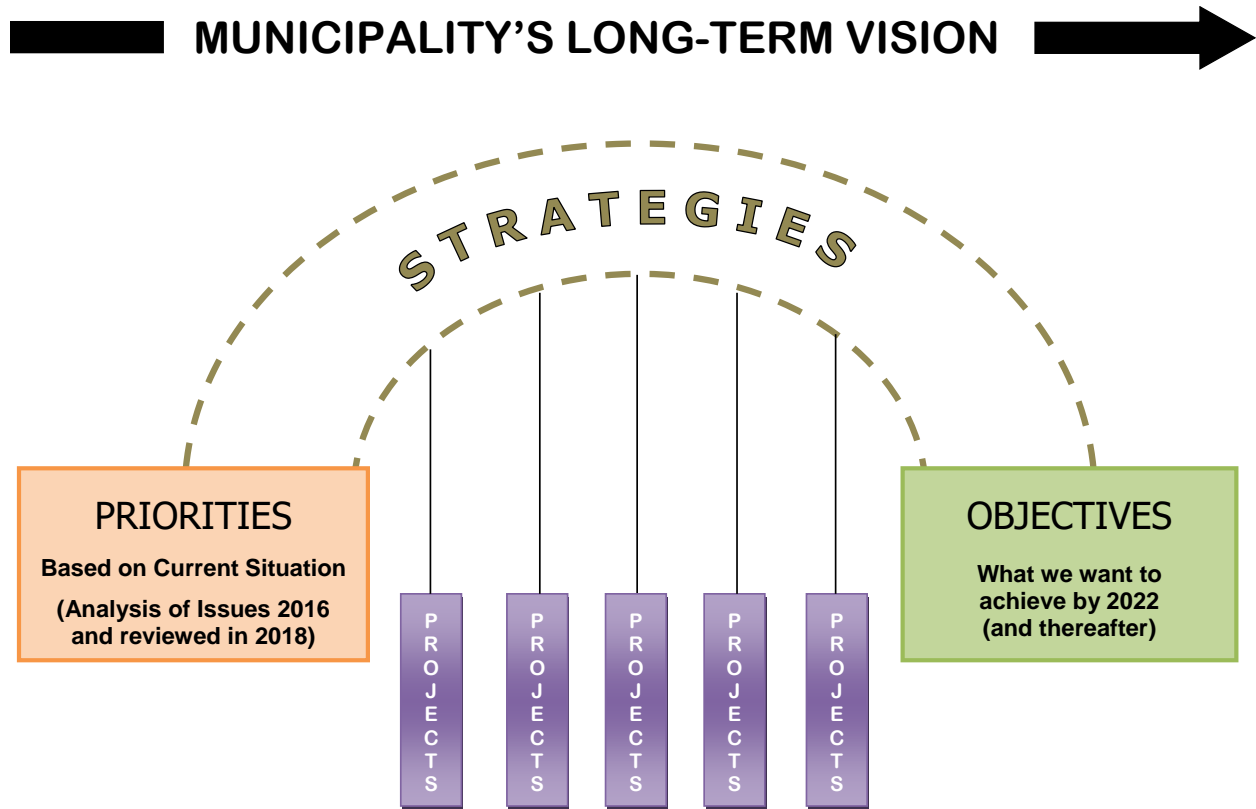 MUNICIPALITY’S LONG-TERM VISION
STRATEGIES
PRIORITIES
Based on Current Situation
(Analysis of Issues 2016
and reviewed in 2018)
OBJECTIVES
What we want to
achieve by 2022
(and thereafter)
PROJECTS
PROJECTS
PROJECTS
PROJECTS
PROJECTS